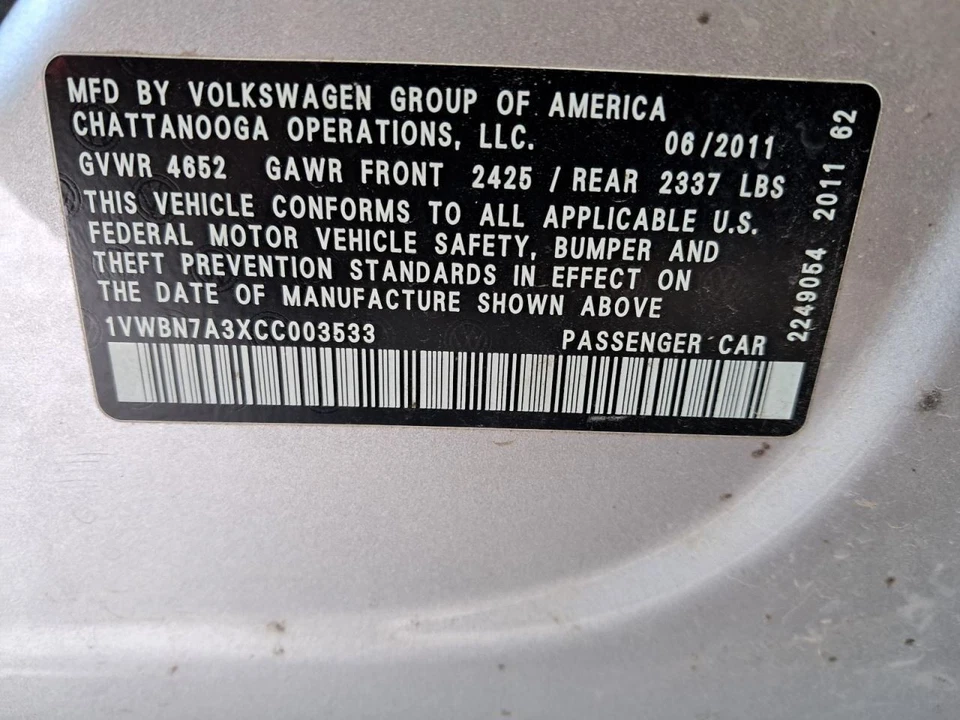 MFD BY VOLKSWAGEN GROUP OF AMERICA
CHATTANOOGA OPERATIONS, LLC. 06/2011
GVWR 4652 GAWR FRONT 2425 / REAR 2337 LBS
THIS VEHICLE CONFORMS TO ALL APPLICABLE U.S.
FEDERAL MOTOR VEHICLE SAFETY, BUMPER AND
THEFT PREVENTION STANDARDS IN EFFECT ON
THE DATE OF MANUFACTURE SHOWN ABOVE
1VWBN7A3XCC003533 PASSENGER CAR
2249054 2011 62